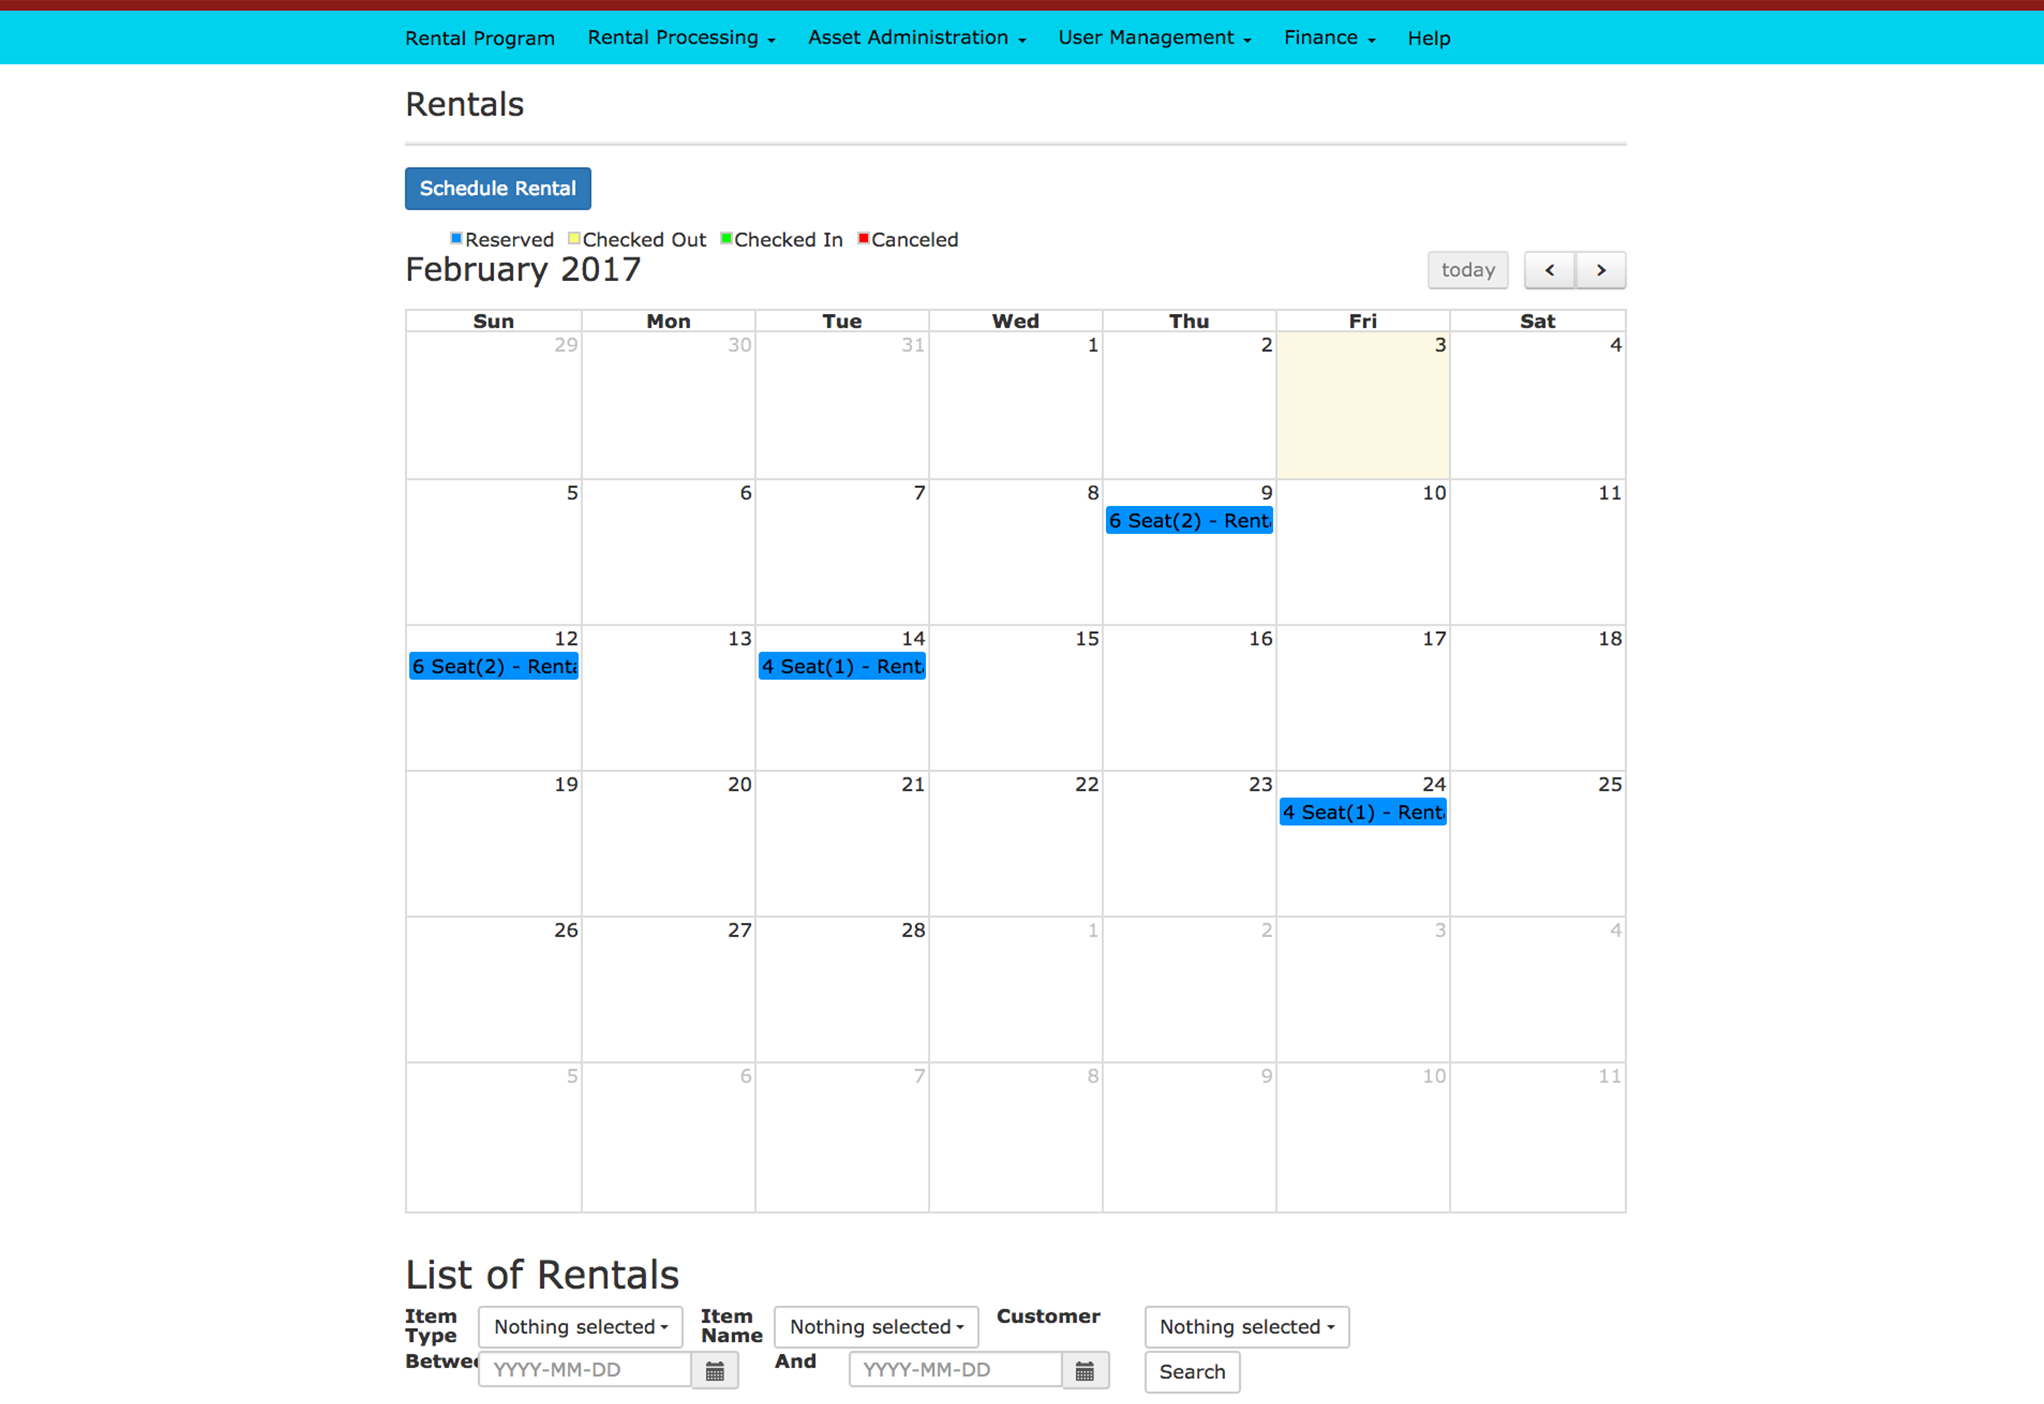 Rental Program Rental Processing Asset Administration User Management Finance Help
Rentals
Schedule Rental
Reserved Checked Out Checked In Canceled
February 2017
today < >
Sun Mon Tue Wed Thu Fri Sat
29 30 31 1 2 3 4
5 6 7 8 9 10 11
6 Seat(2) - Renta
12 13 14 15 16 17 18
6 Seat(2) - Renta 4 Seat(1) - Renta
19 20 21 22 23 24 25
4 Seat(1) - Renta
26 27 28 1 2 3 4
5 6 7 8 9 10 11
List of Rentals
Item Type Nothing selected Item Name Nothing selected Customer Nothing selected
Betwee YYYY-MM-DD And YYYY-MM-DD Search